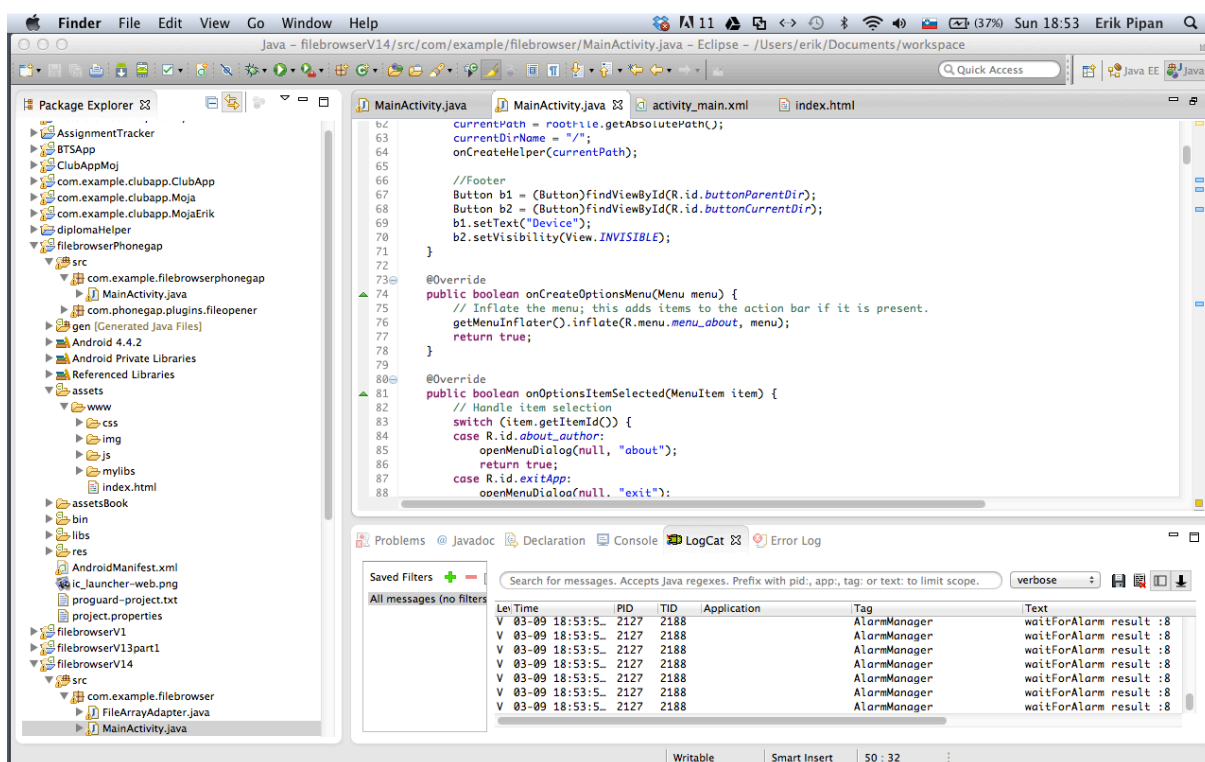 Finder File Edit View Go Window Help 11 (37%) Sun 18:53 Erik Pipan
Java – filebrowserV14/src/com/example/filebrowser/MainActivity.java – Eclipse – /Users/erik/Documents/workspace
Quick Access Java EE Java
Package Explorer
AssignmentTracker
BTSApp
ClubAppMoj
com.example.clubapp.ClubApp
com.example.clubapp.Moja
com.example.clubapp.MojaErik
diplomaHelper
filebrowserPhonegap
src
com.example.filebrowserphonegap
MainActivity.java
com.phonegap.plugins.fileopener
gen [Generated Java Files]
Android 4.4.2
Android Private Libraries
Referenced Libraries
assets
www
css
img
js
mylibs
index.html
assetsBook
bin
libs
res
AndroidManifest.xml
ic_launcher-web.png
proguard-project.txt
project.properties
filebrowserV1
filebrowserV13part1
filebrowserV14
src
com.example.filebrowser
FileArrayAdapter.java
MainActivity.java
MainActivity.java MainActivity.java activity_main.xml index.html
62 currentPath = rootFile.getAbsolutePath();
63 currentDirName = "/";
64 onCreateHelper(currentPath);
65
66 //Footer
67 Button b1 = (Button)findViewById(R.id.buttonParentDir);
68 Button b2 = (Button)findViewById(R.id.buttonCurrentDir);
69 b1.setText("Device");
70 b2.setVisibility(View.INVISIBLE);
71 }
72
73 @Override
74 public boolean onCreateOptionsMenu(Menu menu) {
75 // Inflate the menu; this adds items to the action bar if it is present.
76 getMenuInflater().inflate(R.menu.menu_about, menu);
77 return true;
78 }
79
80 @Override
81 public boolean onOptionsItemSelected(MenuItem item) {
82 // Handle item selection
83 switch (item.getItemId()) {
84 case R.id.about_author:
85 openMenuDialog(null, "about");
86 return true;
87 case R.id.exitApp:
88 openMenuDialog(null, "exit");
Problems @ Javadoc Declaration Console LogCat Error Log
Saved Filters
All messages (no filters
Search for messages. Accepts Java regexes. Prefix with pid:, app:, tag: or text: to limit scope. verbose
Lev Time PID TID Application Tag Text
V 03-09 18:53:5… 2127 2188 AlarmManager waitForAlarm result :8
V 03-09 18:53:5… 2127 2188 AlarmManager waitForAlarm result :8
V 03-09 18:53:5… 2127 2188 AlarmManager waitForAlarm result :8
V 03-09 18:53:5… 2127 2188 AlarmManager waitForAlarm result :8
V 03-09 18:53:5… 2127 2188 AlarmManager waitForAlarm result :8
V 03-09 18:53:5… 2127 2188 AlarmManager waitForAlarm result :8
V 03-09 18:53:5… 2127 2188 AlarmManager waitForAlarm result :8
Writable Smart Insert 50 : 32